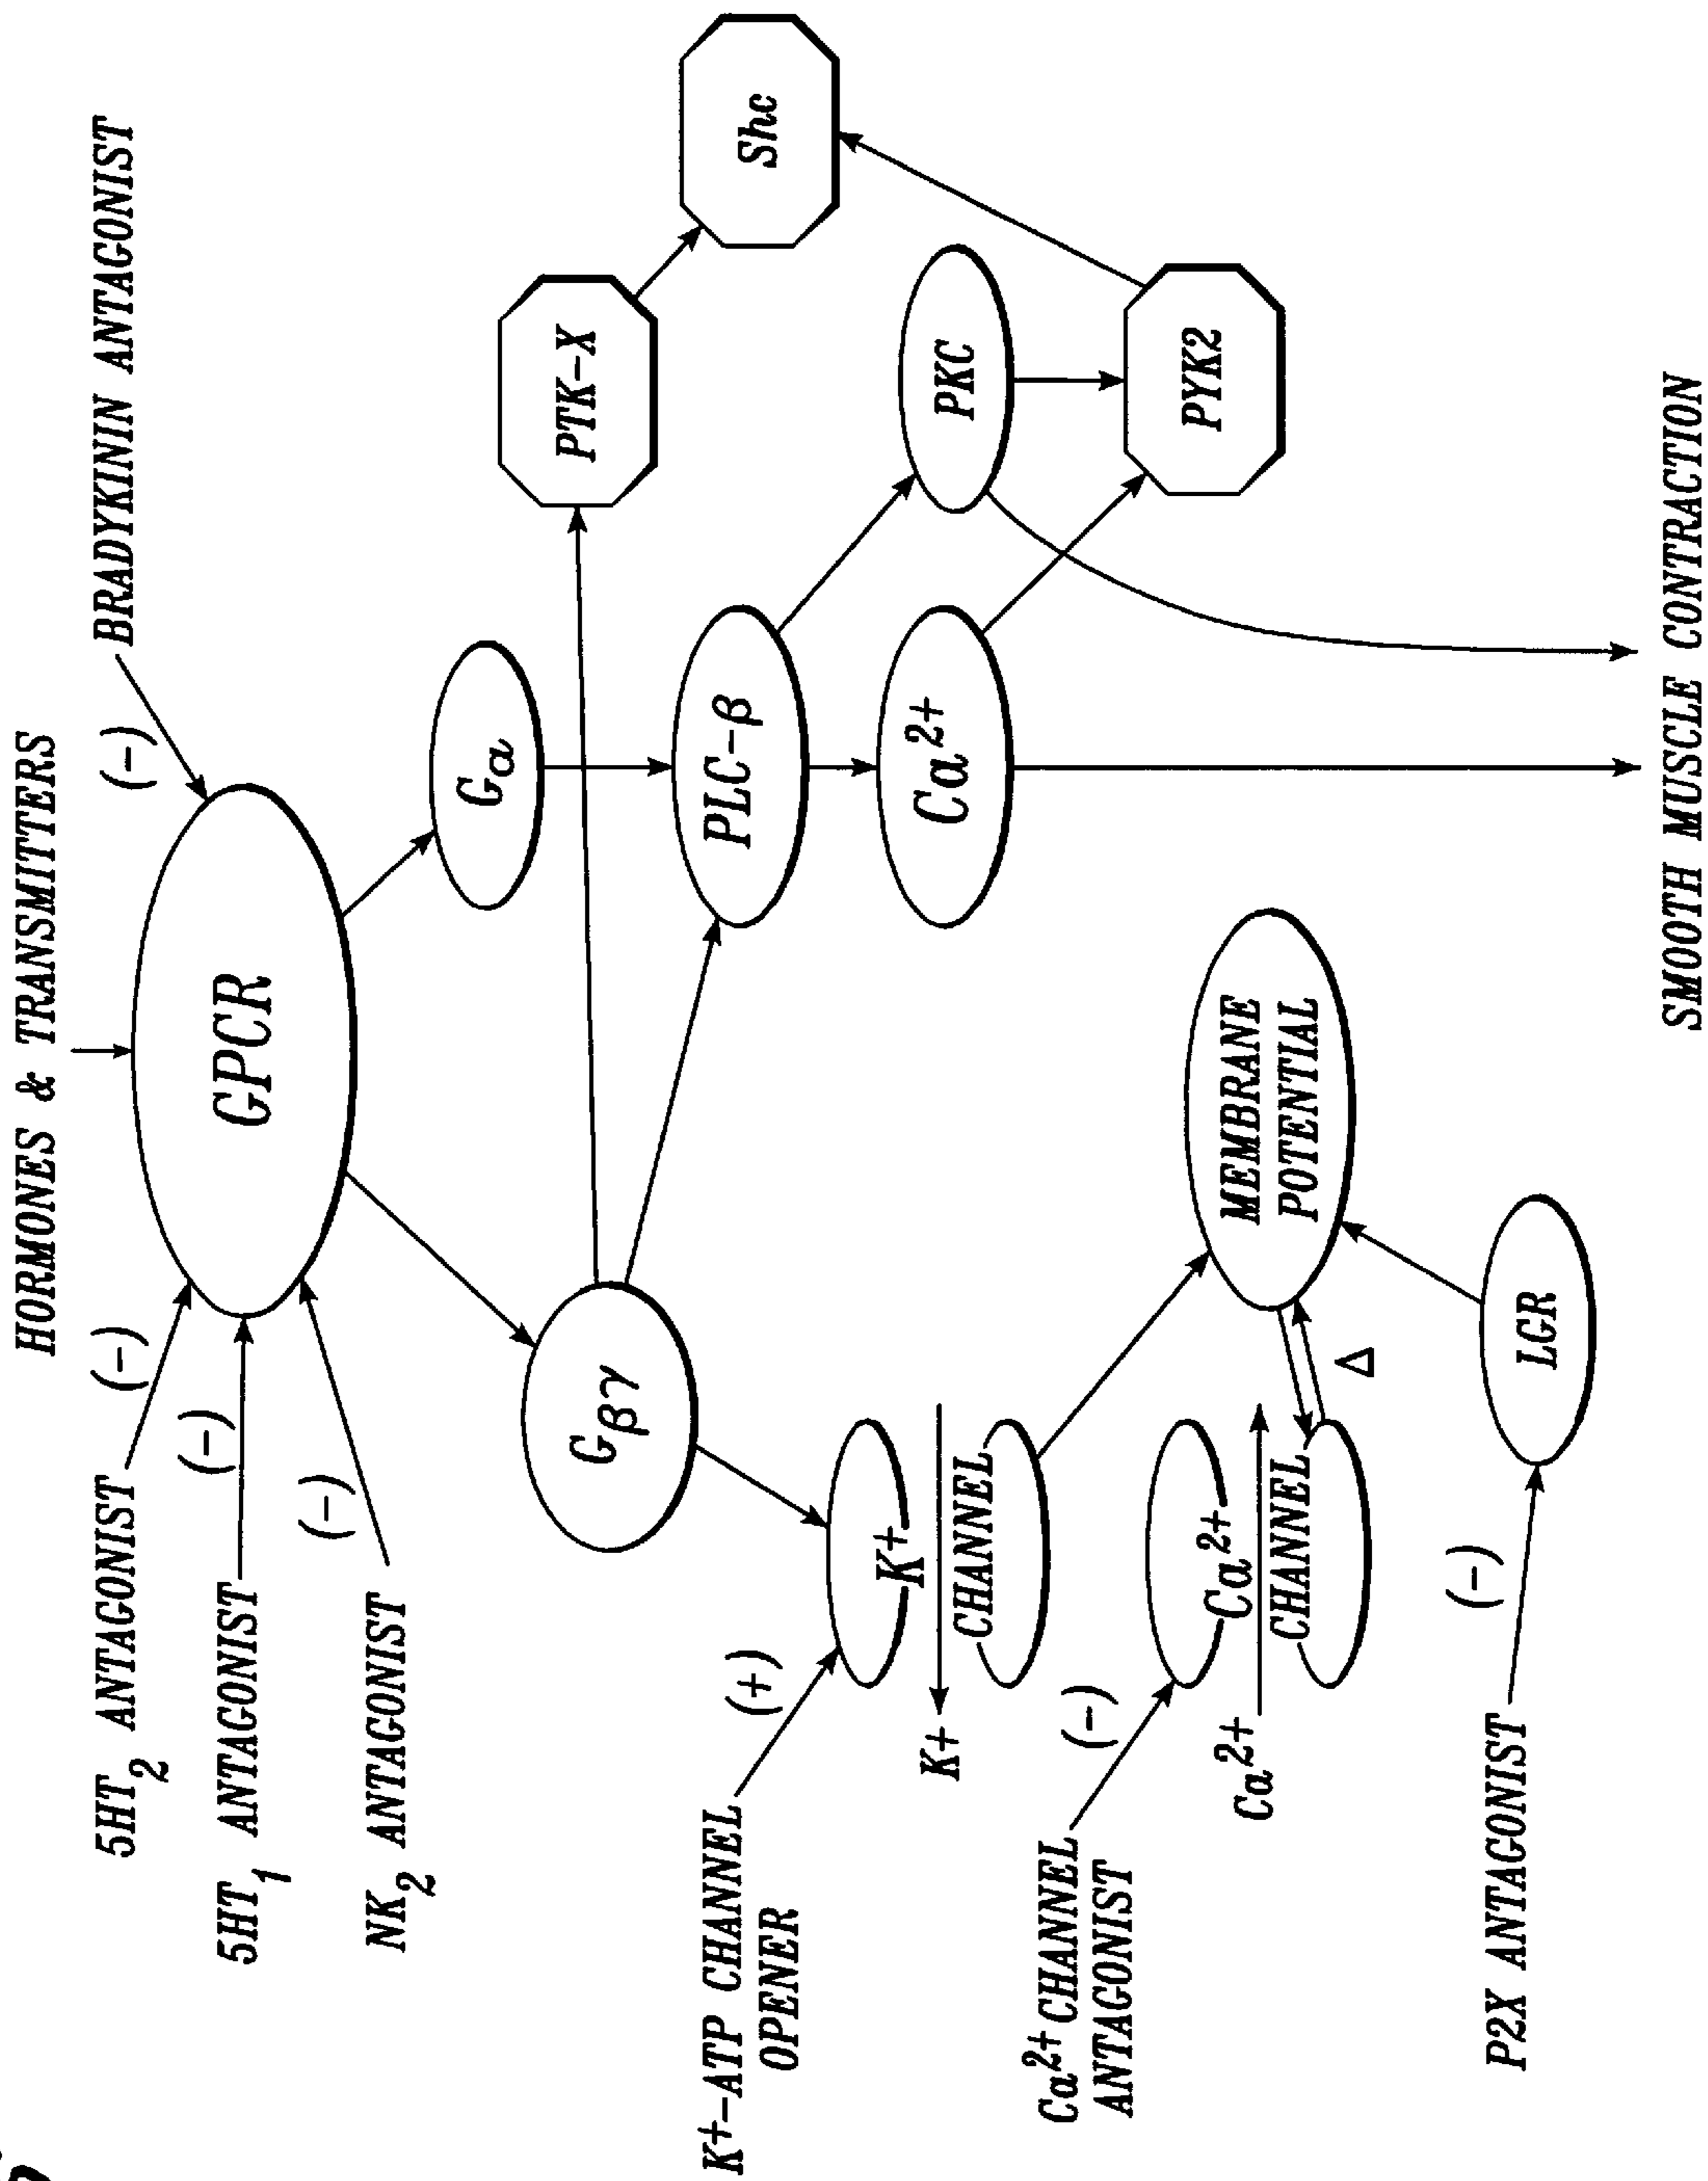 HORMONES & TRANSMITTERS
5HT2 ANTAGONIST
(-)
(-)
BRADYKININ ANTAGONIST
5HT1 ANTAGONIST
(-)
GPCR
NK2 ANTAGONIST
(-)
Gα
Gβγ
PTK-X
Shc
K+-ATP CHANNEL
OPENER
(+)
PLC-β
K+
K+
CHANNEL
Ca2+
PKC
Ca2+ CHANNEL
ANTAGONIST
(-)
Ca2+
Ca2+
CHANNEL
Δ
MEMBRANE
POTENTIAL
PYK2
P2X ANTAGONIST
(-)
LGR
SMOOTH MUSCLE CONTRACTION